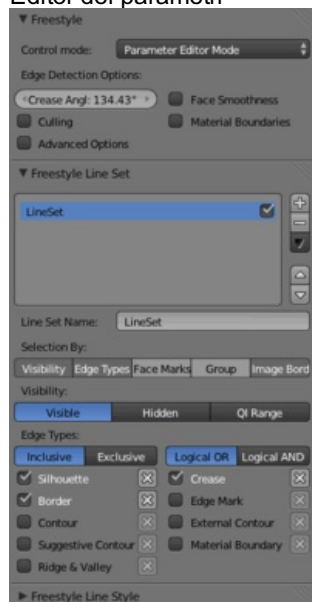 Editor dei parametri
Freestyle
Control mode: Parameter Editor Mode
Edge Detection Options:
Crease Angl: 134.43° Face Smoothness
Culling Material Boundaries
Advanced Options
Freestyle Line Set
LineSet
Line Set Name: LineSet
Selection By:
Visibility Edge Types Face Marks Group Image Bord
Visibility:
Visible Hidden QI Range
Edge Types:
Inclusive Exclusive Logical OR Logical AND
Silhouette Crease
Border Edge Mark
Contour External Contour
Suggestive Contour Material Boundary
Ridge & Valley
Freestyle Line Style